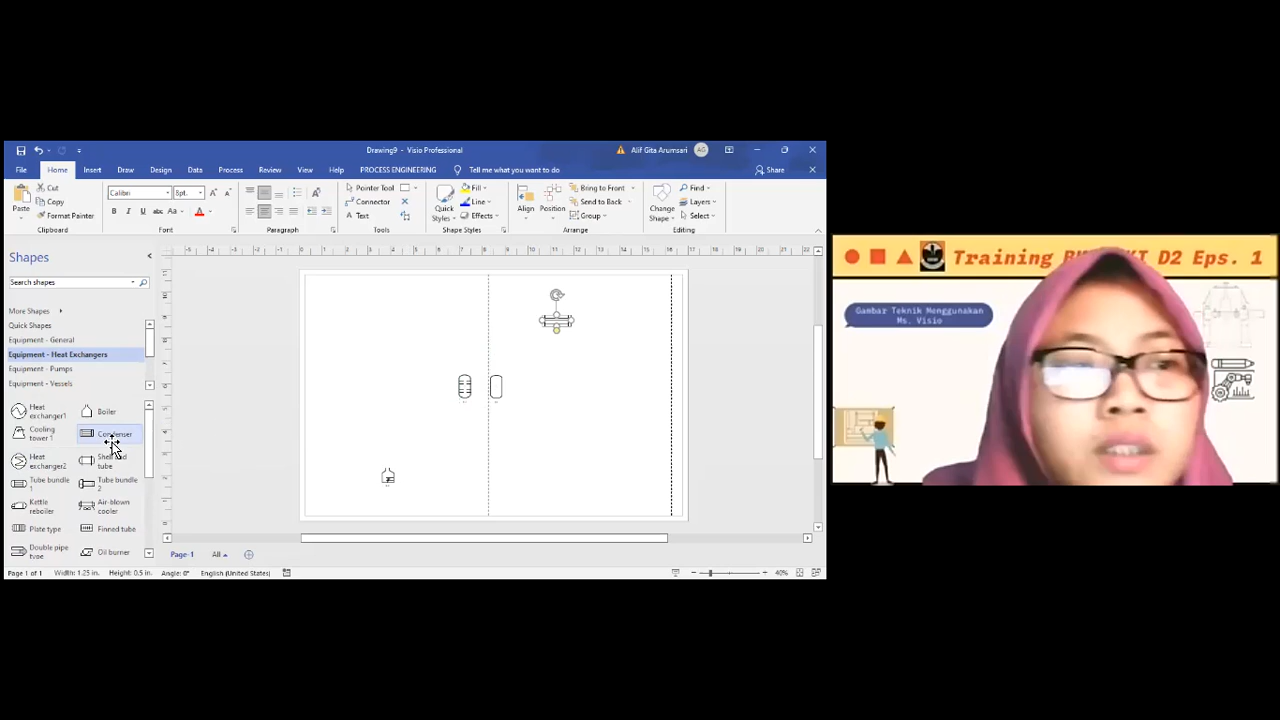 Drawing9 - Visio Professional
Alif Gita Arumsari
AG
File Home Insert Draw Design Data Process Review View Help PROCESS ENGINEERING Tell me what you want to do
Share
Cut
Copy
Format Painter
Paste
Clipboard
Calibri 8pt.
Font
Paragraph
Pointer Tool
Connector
Text
Tools
Quick Styles
Fill
Line
Effects
Shape Styles
Align
Position
Bring to Front
Send to Back
Group
Arrange
Change Shape
Find
Layers
Select
Editing
Shapes
Search shapes
More Shapes
Quick Shapes
Equipment - General
Equipment - Heat Exchangers
Equipment - Pumps
Equipment - Vessels
Heat exchanger1
Boiler
Cooling tower 1
Condenser
Heat exchanger2
Shell and tube
Tube bundle 1
Tube bundle 2
Kettle reboiler
Air-blown cooler
Plate type
Finned tube
Double pipe type
Oil burner
Page-1
All
Page 1 of 1 Width: 1.25 in. Height: 0.5 in. Angle: 0° English (United States)
40%
Training D2 Eps. 1
Gambar Teknik Menggunakan
Ms. Visio